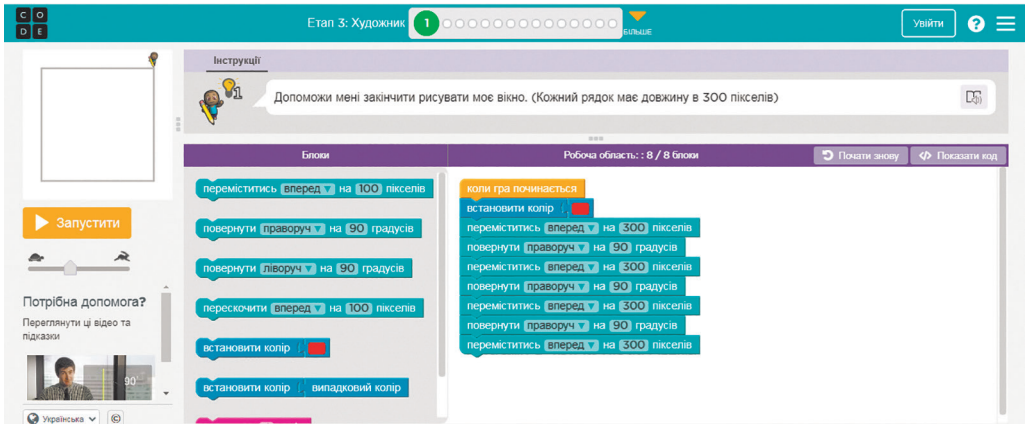 C O
D E
Етап 3: Художник
1
БІЛЬШЕ
Увійти
?
Інструкції
1
Допоможи мені закінчити рисувати моє вікно. (Кожний рядок має довжину в 300 пікселів)
Блоки
Робоча область: : 8 / 8 блоки
Почати знову
</> Показати код
переміститись вперед на 100 пікселів
повернути праворуч на 90 градусів
повернути ліворуч на 90 градусів
перескочити вперед на 100 пікселів
встановити колір
встановити колір випадковий колір
коли гра починається
встановити колір
переміститись вперед на 300 пікселів
повернути праворуч на 90 градусів
переміститись вперед на 300 пікселів
повернути праворуч на 90 градусів
переміститись вперед на 300 пікселів
повернути праворуч на 90 градусів
переміститись вперед на 300 пікселів
Запустити
Потрібна допомога?
Переглянути ці відео та
підказки
90°
Українська
©